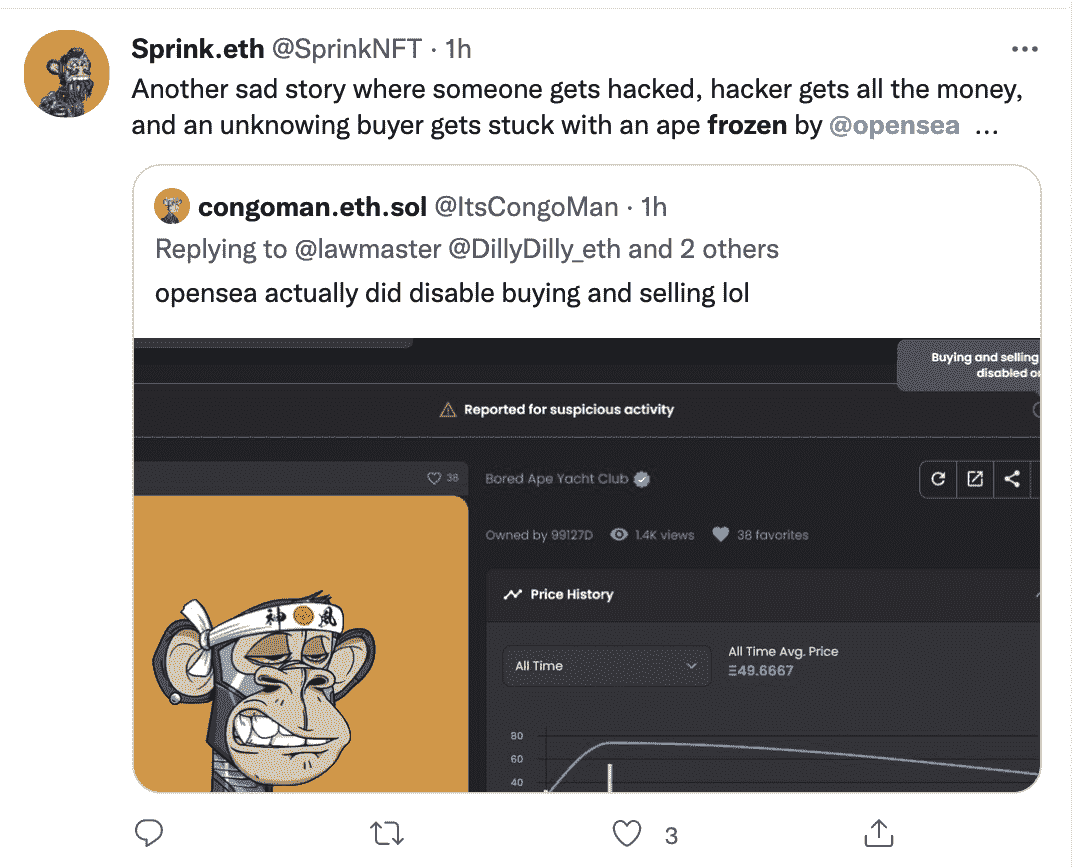 Sprink.eth @SprinkNFT · 1h
Another sad story where someone gets hacked, hacker gets all the money,
and an unknowing buyer gets stuck with an ape frozen by @opensea ...
congoman.eth.sol @ItsCongoMan · 1h
Replying to @lawmaster @DillyDilly_eth and 2 others
opensea actually did disable buying and selling lol
Buying and selling
disabled
Reported for suspicious activity
38
Bored Ape Yacht Club
Owned by 99127D 1.4K views 38 favorites
神 風
Price History
All Time
All Time Avg. Price
Ξ49.6667
80
60
40
3